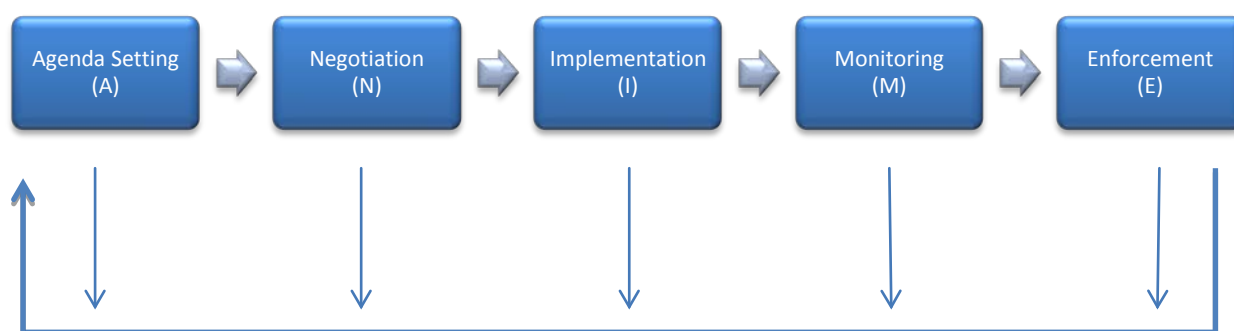 Agenda Setting
(A)
Negotiation
(N)
Implementation
(I)
Monitoring
(M)
Enforcement
(E)